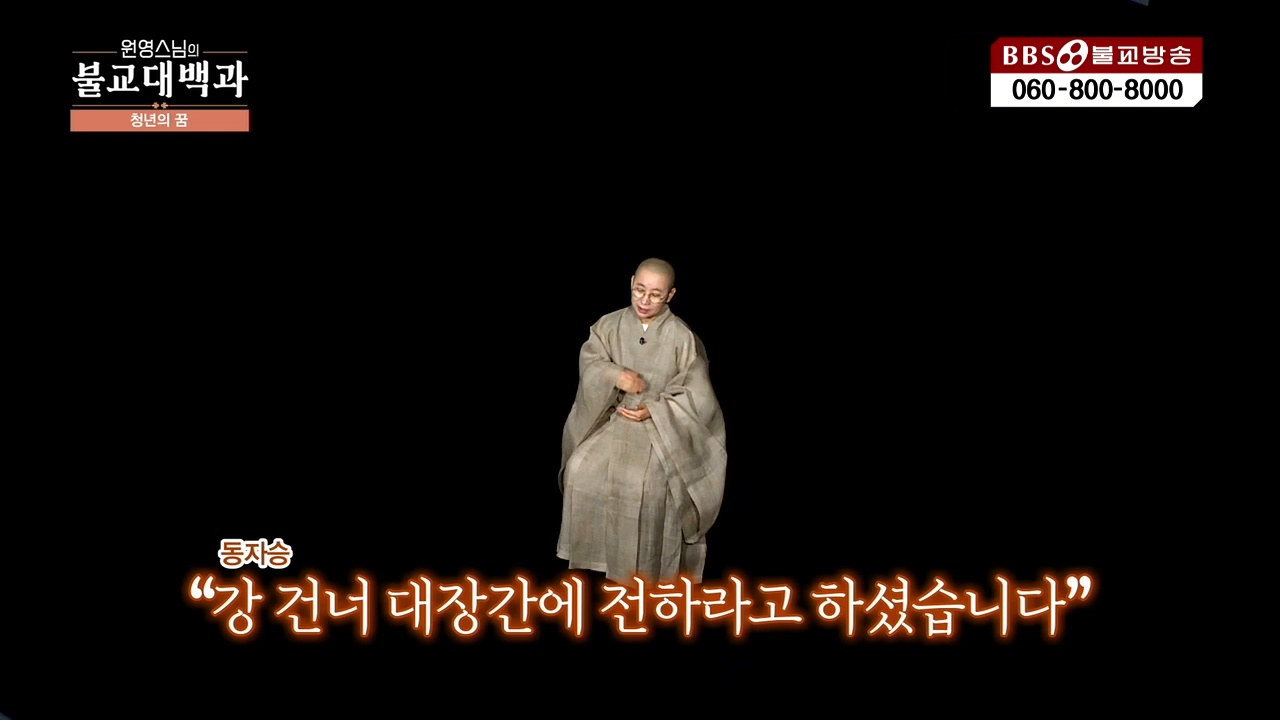 원영스님의
불교대백과
청년의 꿈
BBS 불교방송
060-800-8000
동자승
“강 건너 대장간에 전하라고 하셨습니다”